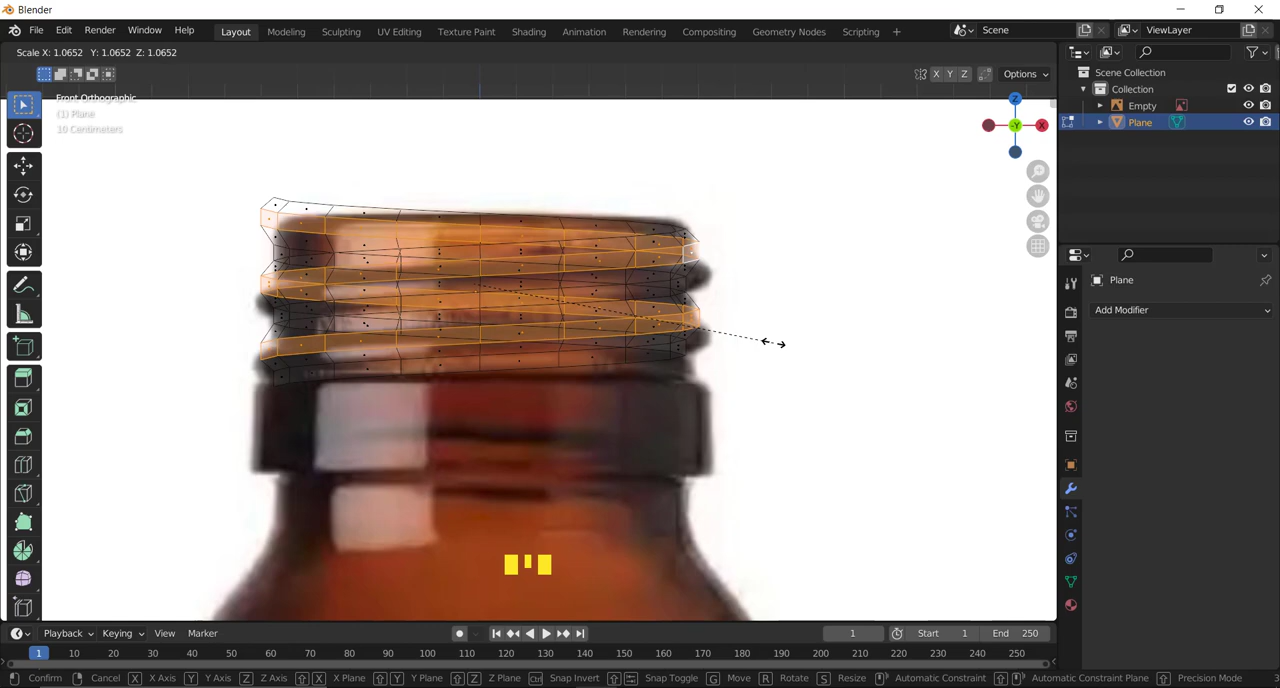 Blender
File Edit Render Window Help Layout Modeling Sculpting UV Editing Texture Paint Shading Animation Rendering Compositing Geometry Nodes Scripting + Scene ViewLayer
Scale X: 1.0652 Y: 1.0652 Z: 1.0652
X Y Z Options
Front Orthographic
(1) Plane
10 Centimeters
Z
-Y
X
Scene Collection
Collection
Empty
Plane
Plane
Add Modifier
Playback Keying View Marker 1 Start 1 End 250
1 10 20 30 40 50 60 70 80 90 100 110 120 130 140 150 160 170 180 190 200 210 220 230 240 250
Confirm Cancel X X Axis Y Y Axis Z Z Axis X X Plane Y Y Plane Z Z Plane Ctrl Snap Invert Snap Toggle G Move R Rotate S Resize Automatic Constraint Automatic Constraint Plane Precision Mode